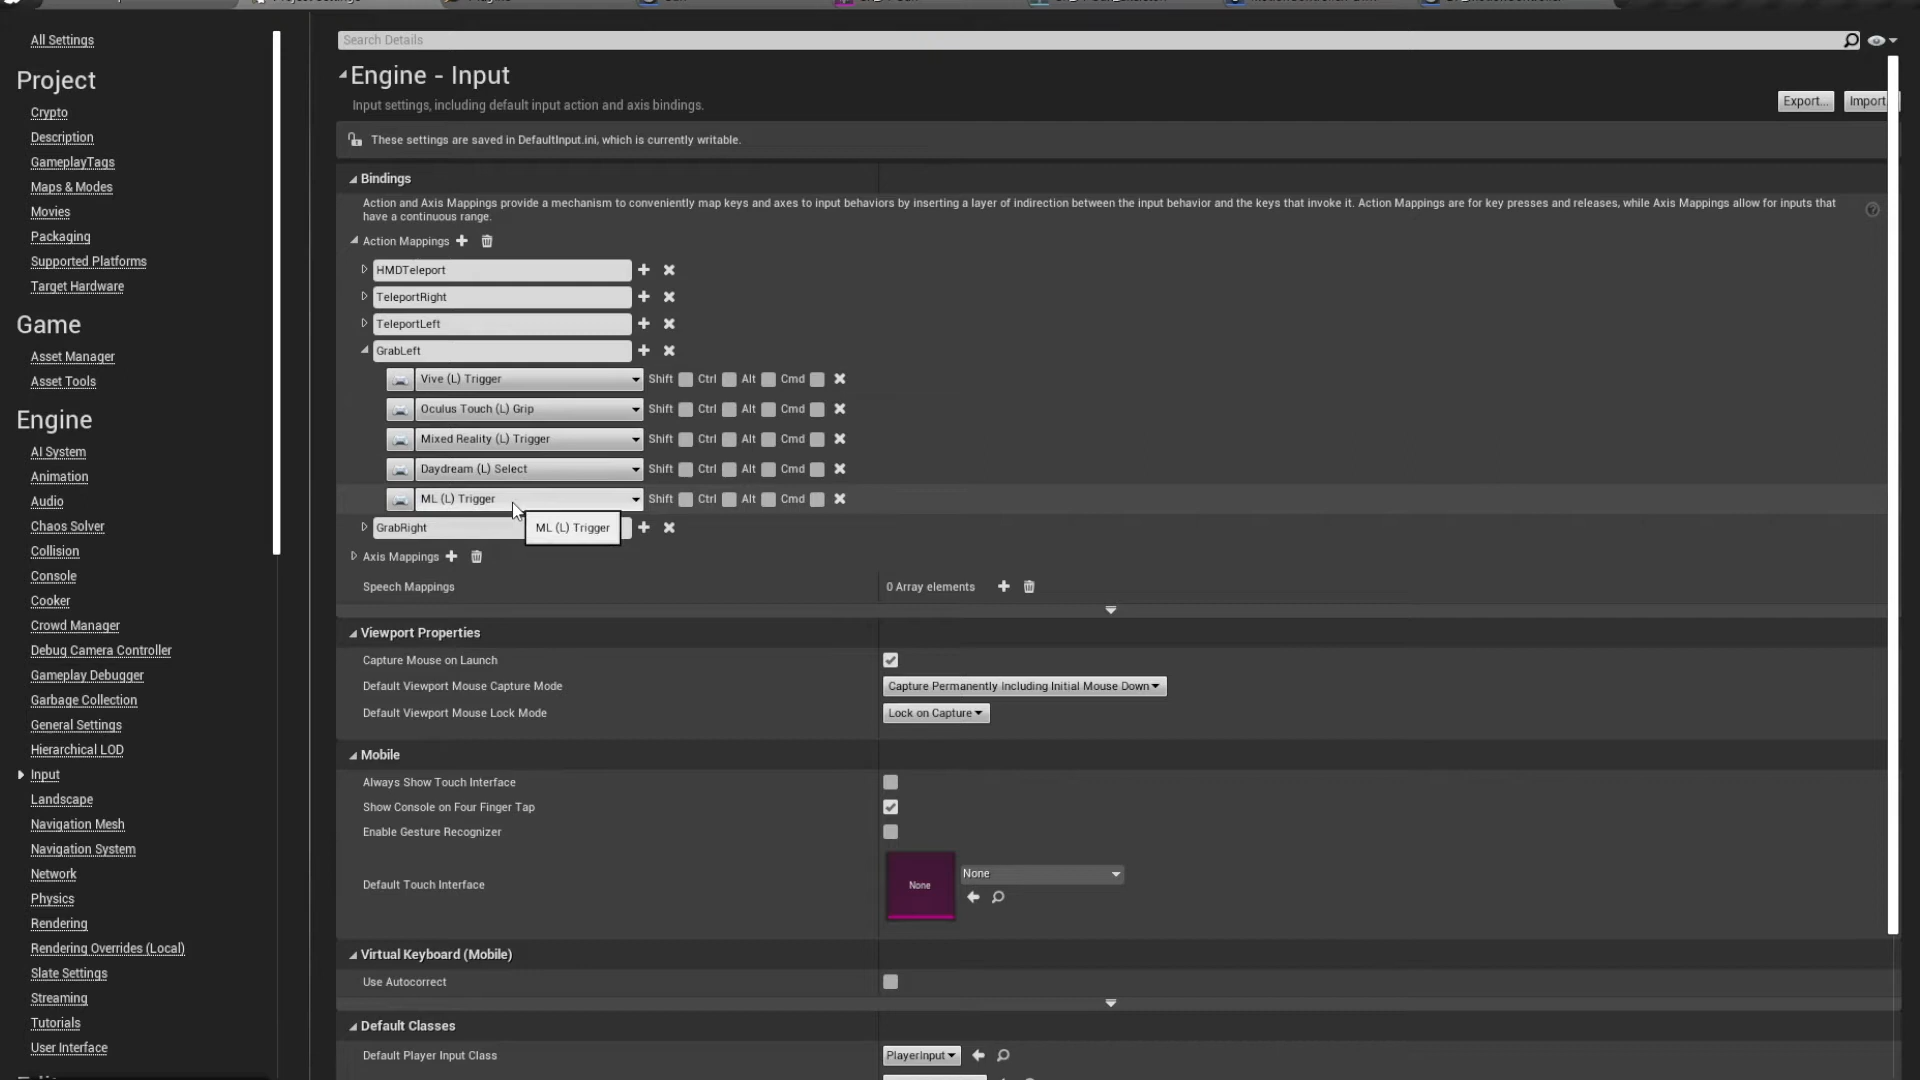 All Settings
Project
Crypto
Description
GameplayTags
Maps & Modes
Movies
Packaging
Supported Platforms
Target Hardware
Game
Asset Manager
Asset Tools
Engine
AI System
Animation
Audio
Chaos Solver
Collision
Console
Cooker
Crowd Manager
Debug Camera Controller
Gameplay Debugger
Garbage Collection
General Settings
Hierarchical LOD
Input
Landscape
Navigation Mesh
Navigation System
Network
Physics
Rendering
Rendering Overrides (Local)
Slate Settings
Streaming
Tutorials
User Interface
Search Details
Engine - Input
Input settings, including default input action and axis bindings.
Export... Import
These settings are saved in DefaultInput.ini, which is currently writable.
Bindings
Action and Axis Mappings provide a mechanism to conveniently map keys and axes to input behaviors by inserting a layer of indirection between the input behavior and the keys that invoke it. Action Mappings are for key presses and releases, while Axis Mappings allow for inputs that
have a continuous range.
Action Mappings
HMDTeleport
TeleportRight
TeleportLeft
GrabLeft
Vive (L) Trigger Shift Ctrl Alt Cmd
Oculus Touch (L) Grip Shift Ctrl Alt Cmd
Mixed Reality (L) Trigger Shift Ctrl Alt Cmd
Daydream (L) Select Shift Ctrl Alt Cmd
ML (L) Trigger Shift Ctrl Alt Cmd
GrabRight ML (L) Trigger
Axis Mappings
Speech Mappings 0 Array elements
Viewport Properties
Capture Mouse on Launch
Default Viewport Mouse Capture Mode Capture Permanently Including Initial Mouse Down
Default Viewport Mouse Lock Mode Lock on Capture
Mobile
Always Show Touch Interface
Show Console on Four Finger Tap
Enable Gesture Recognizer
Default Touch Interface None None
Virtual Keyboard (Mobile)
Use Autocorrect
Default Classes
Default Player Input Class PlayerInput